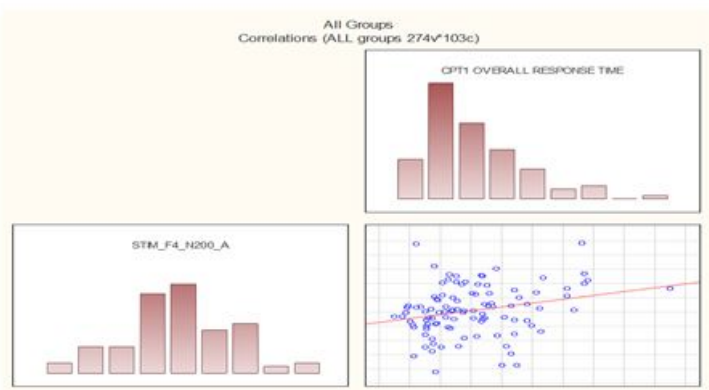 All Groups
Correlations (ALL groups 274v*103c)
CPT1 OVERALL RESPONSE TIME
STIM_F4_N200_A